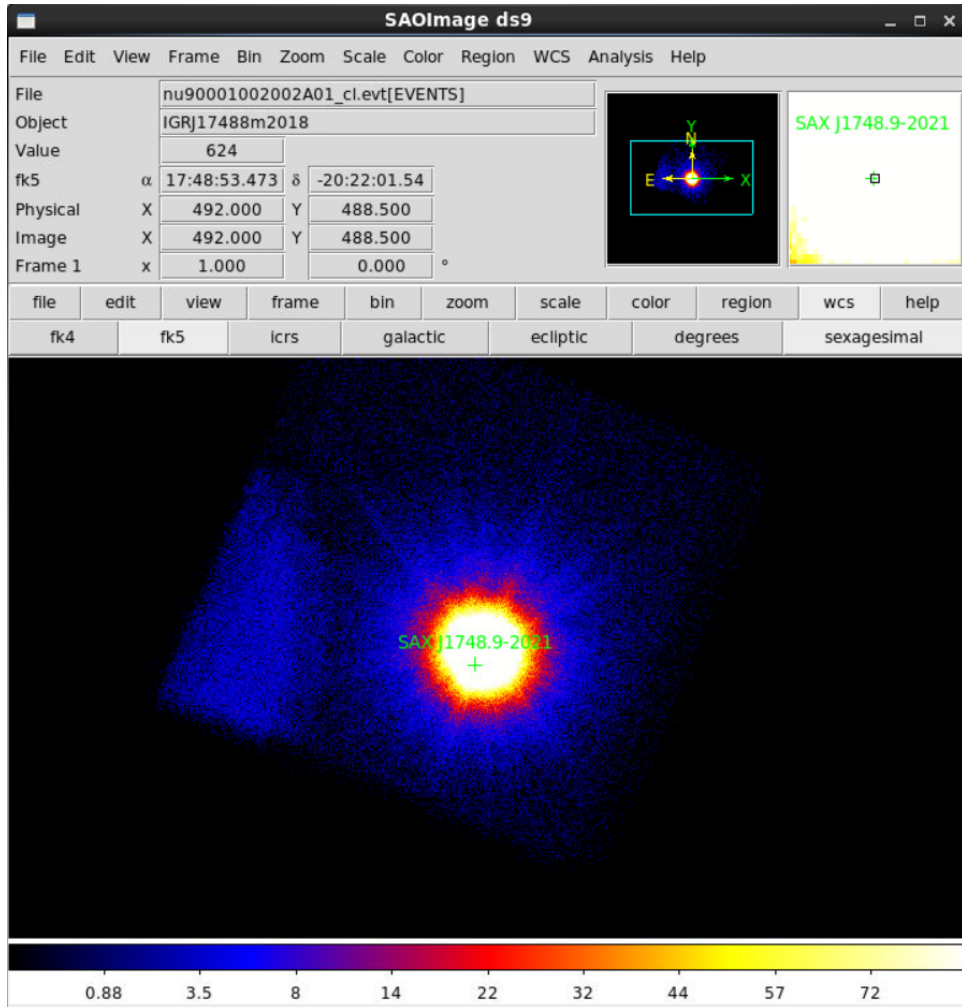 SAOImage ds9
File Edit View Frame Bin Zoom Scale Color Region WCS Analysis Help
File nu90001002002A01_cl.evt[EVENTS]
Object IGRJ17488m2018
Value 624
fk5 α 17:48:53.473 δ -20:22:01.54
Physical X 492.000 Y 488.500
Image X 492.000 Y 488.500
Frame 1 x 1.000 0.000 °
Y
N
E X
SAX J1748.9-2021
file edit view frame bin zoom scale color region wcs help
fk4 fk5 icrs galactic ecliptic degrees sexagesimal
SAX J1748.9-2021
0.88 3.5 8 14 22 32 44 57 72